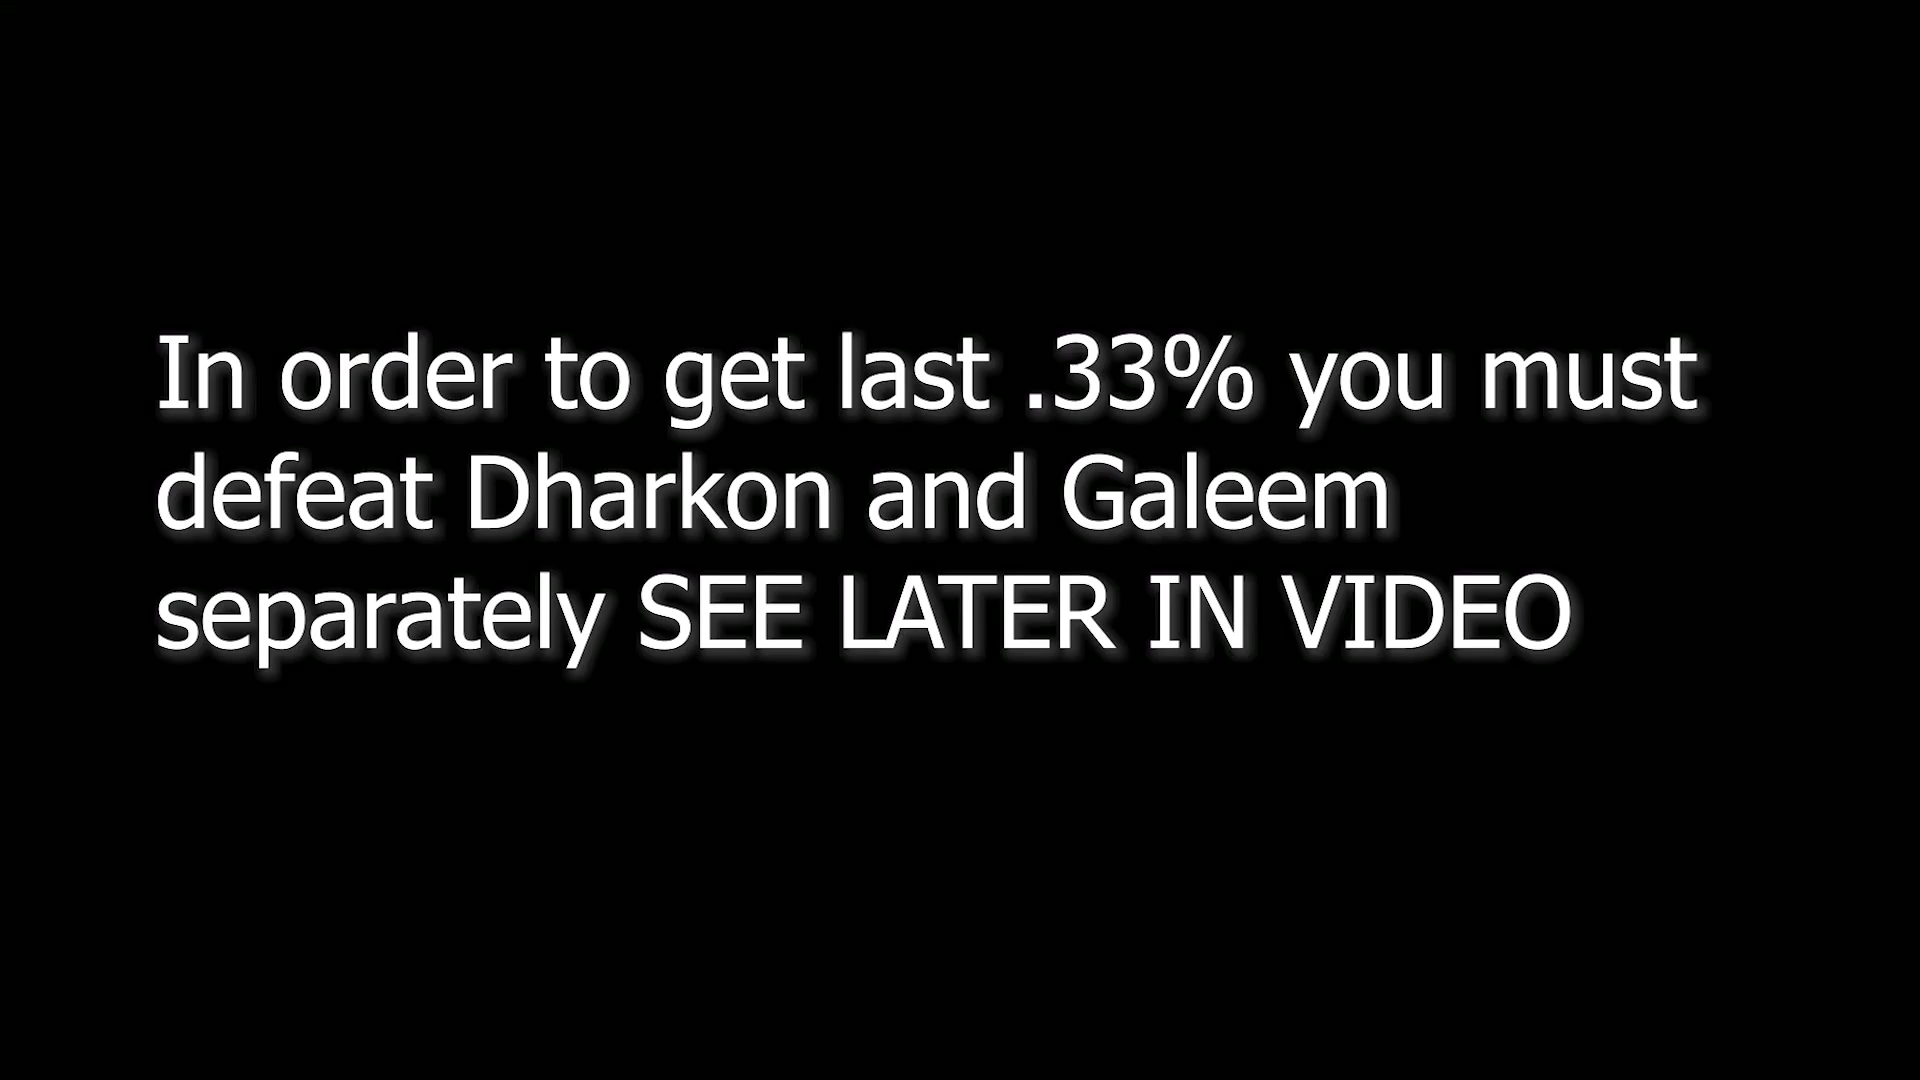 In order to get last .33% you must
defeat Dharkon and Galeem
separately SEE LATER IN VIDEO